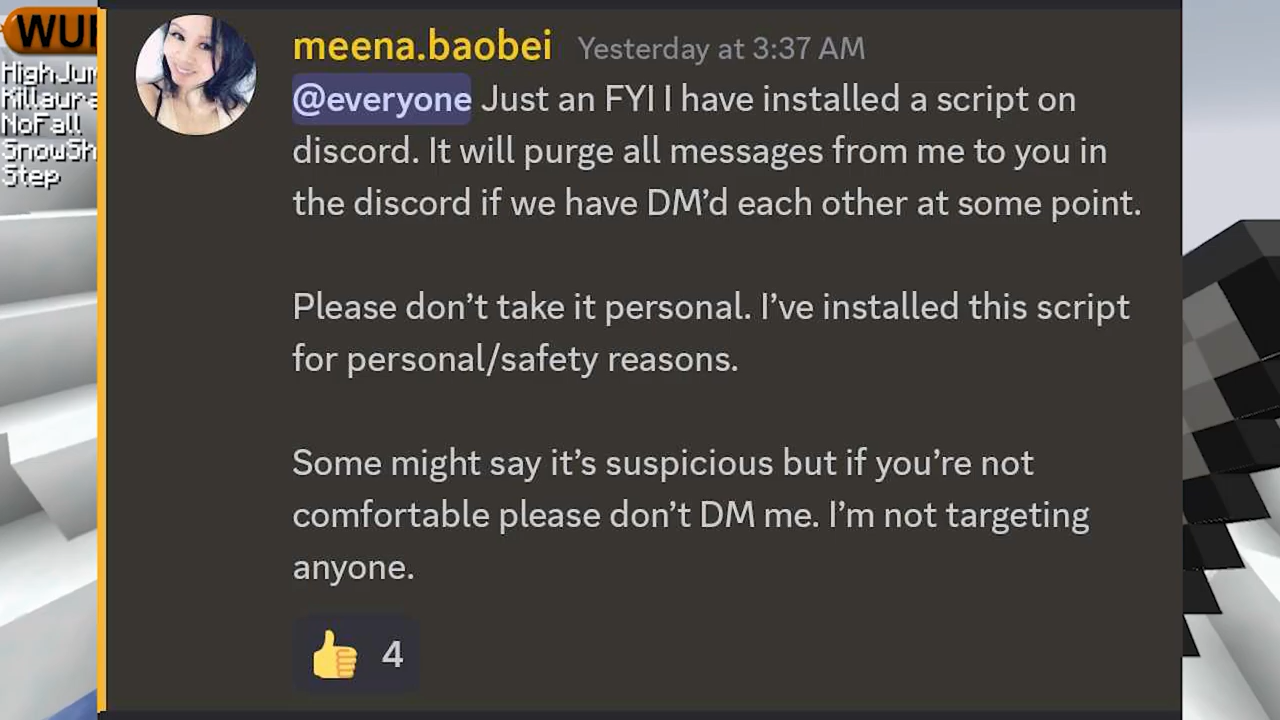 WUR
HighJum
Killaura
NoFall
SnowSh
Step
meena.baobei Yesterday at 3:37 AM
@everyone Just an FYI I have installed a script on
discord. It will purge all messages from me to you in
the discord if we have DM’d each other at some point.
Please don’t take it personal. I’ve installed this script
for personal/safety reasons.
Some might say it’s suspicious but if you’re not
comfortable please don’t DM me. I’m not targeting
anyone.
👍 4